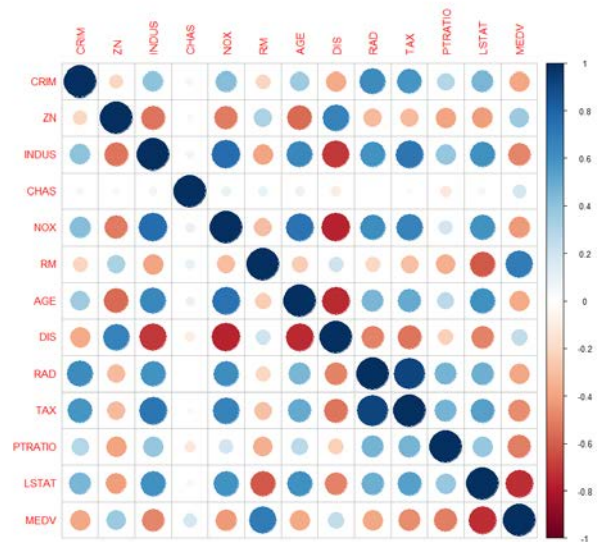 CRIM ZN INDUS CHAS NOX RM AGE DIS RAD TAX PTRATIO LSTAT MEDV
CRIM
ZN
INDUS
CHAS
NOX
RM
AGE
DIS
RAD
TAX
PTRATIO
LSTAT
MEDV
1
0.8
0.6
0.4
0.2
0
-0.2
-0.4
-0.6
-0.8
-1